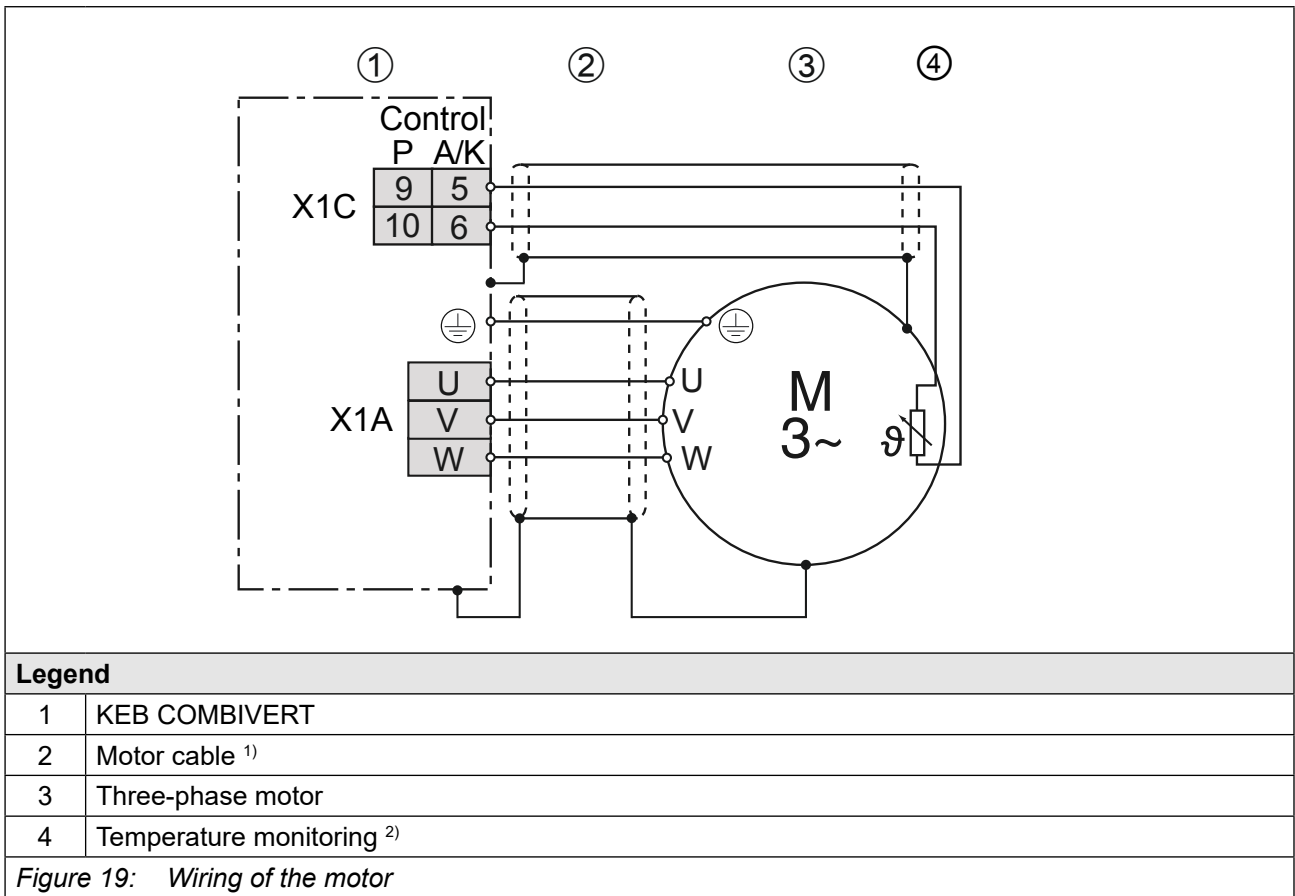 ① ② ③ ④
Control
P A/K
X1C 9 5
10 6
U U
X1A V V
W W
M
3~
ϑ
Legend
1 KEB COMBIVERT
2 Motor cable 1)
3 Three-phase motor
4 Temperature monitoring 2)
Figure 19: Wiring of the motor